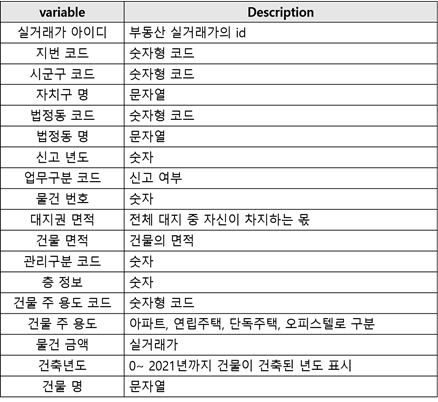 variable Description
실거래가 아이디 부동산 실거래가의 id
지번 코드 숫자형 코드
시군구 코드 숫자형 코드
자치구 명 문자열
법정동 코드 숫자형 코드
법정동 명 문자열
신고 년도 숫자
업무구분 코드 신고 여부
물건 번호 숫자
대지권 면적 전체 대지 중 자신이 차지하는 몫
건물 면적 건물의 면적
관리구분 코드 숫자
층 정보 숫자
건물 주 용도 코드 숫자형 코드
건물 주 용도 아파트, 연립주택, 단독주택, 오피스텔로 구분
물건 금액 실거래가
건축년도 0~ 2021년까지 건물이 건축된 년도 표시
건물 명 문자열